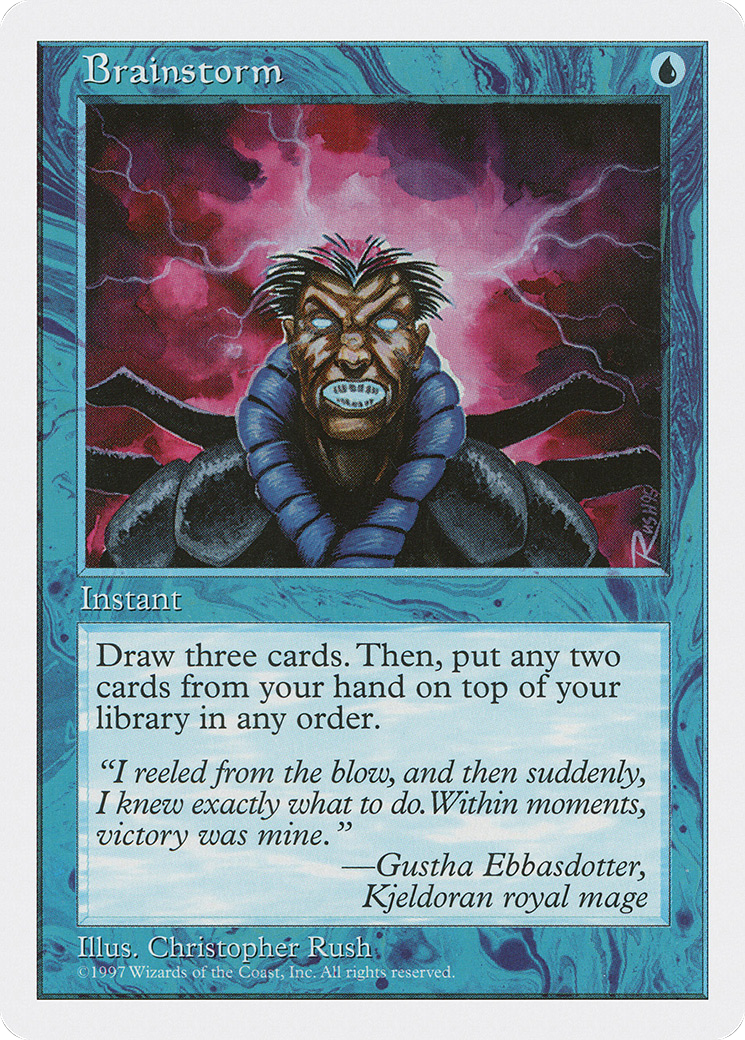 Brainstorm
Rush95
Instant
Draw three cards. Then, put any two
cards from your hand on top of your
library in any order.
“I reeled from the blow, and then suddenly,
I knew exactly what to do. Within moments,
victory was mine.”
—Gustha Ebbasdotter,
Kjeldoran royal mage
Illus. Christopher Rush
©1997 Wizards of the Coast, Inc. All rights reserved.